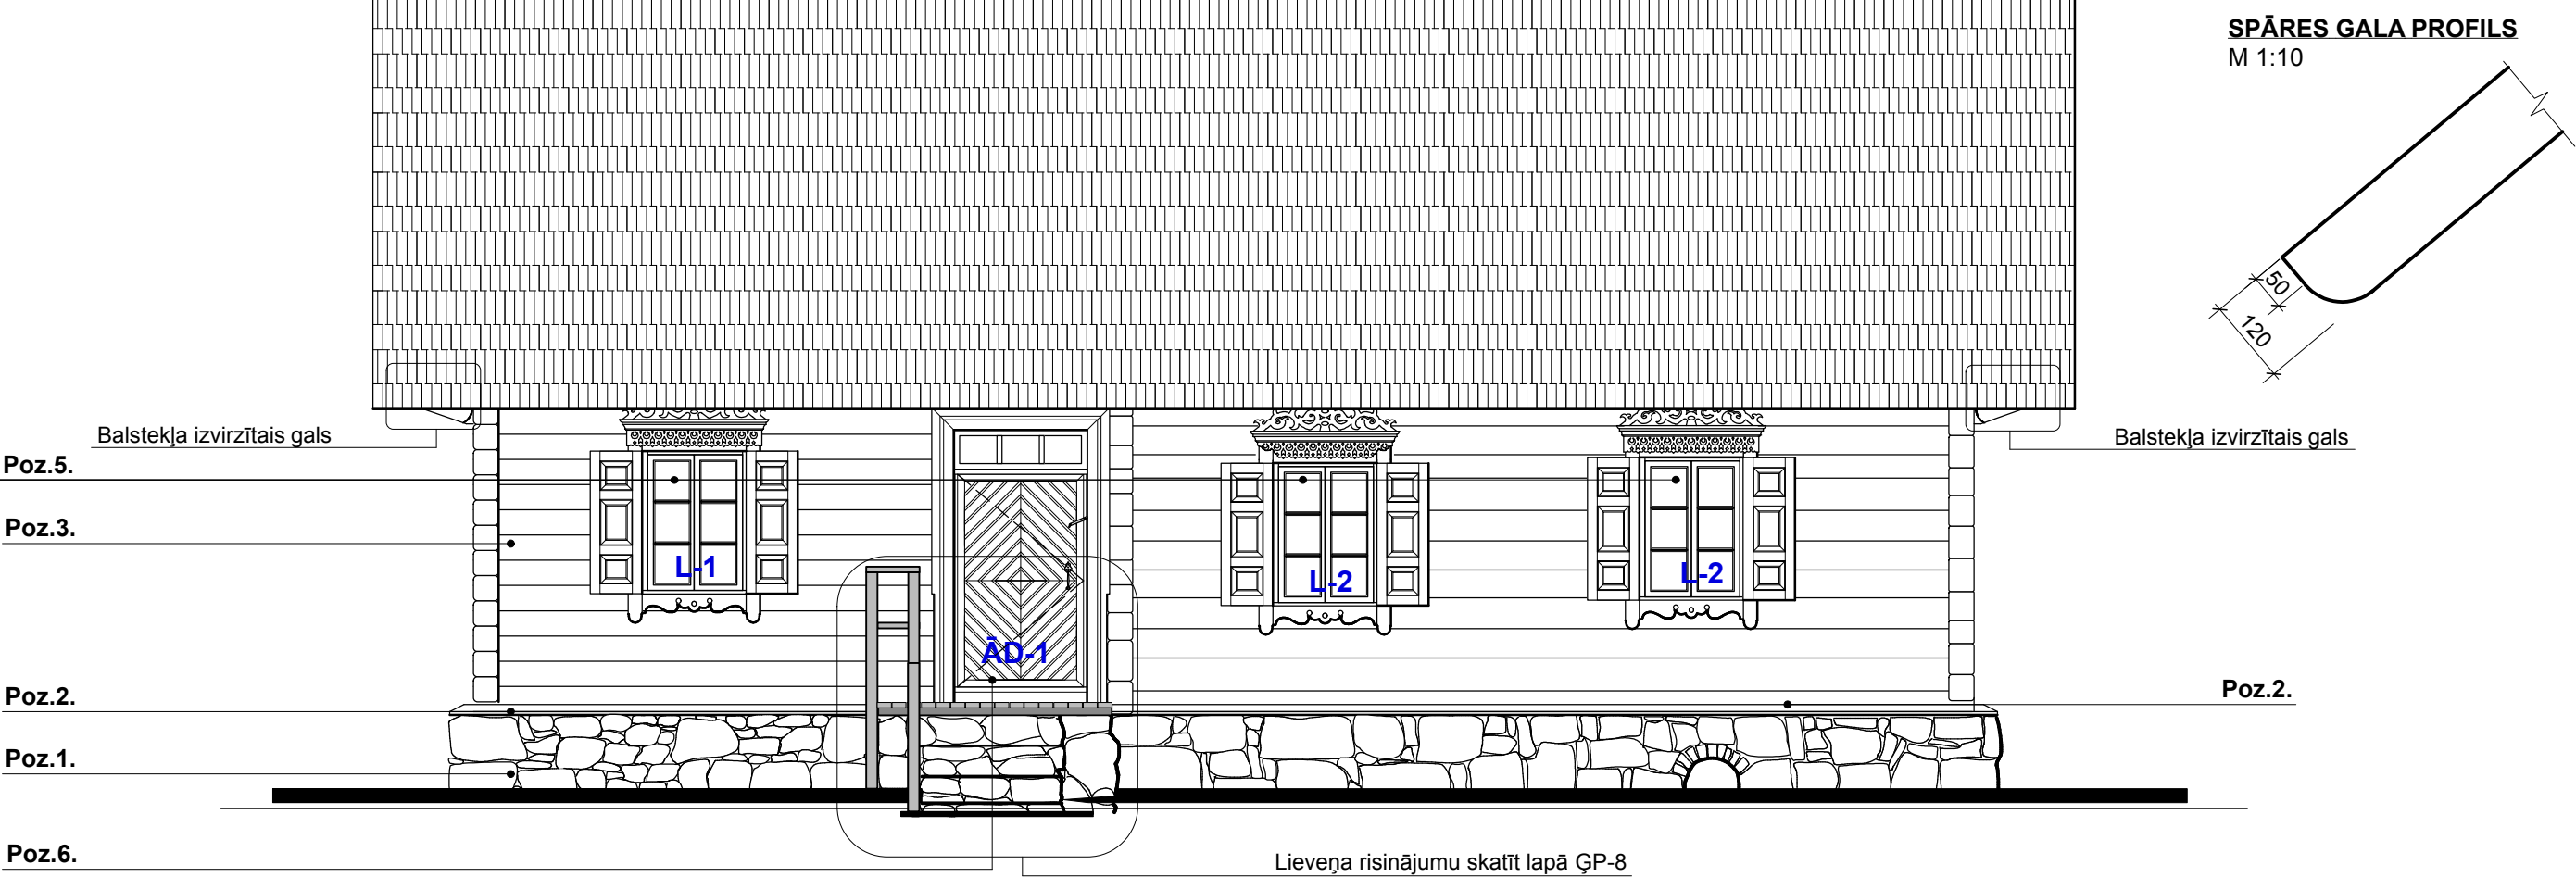 SPĀRES GALA PROFILS
M 1:10
50
120
Balstekļa izvirzītais gals
Balstekļa izvirzītais gals
Poz.5.
Poz.3.
L-1
L-2
L-2
ĀD-1
Poz.2.
Poz.2.
Poz.1.
Poz.6.
Lieveņa risinājumu skatīt lapā ĢP-8